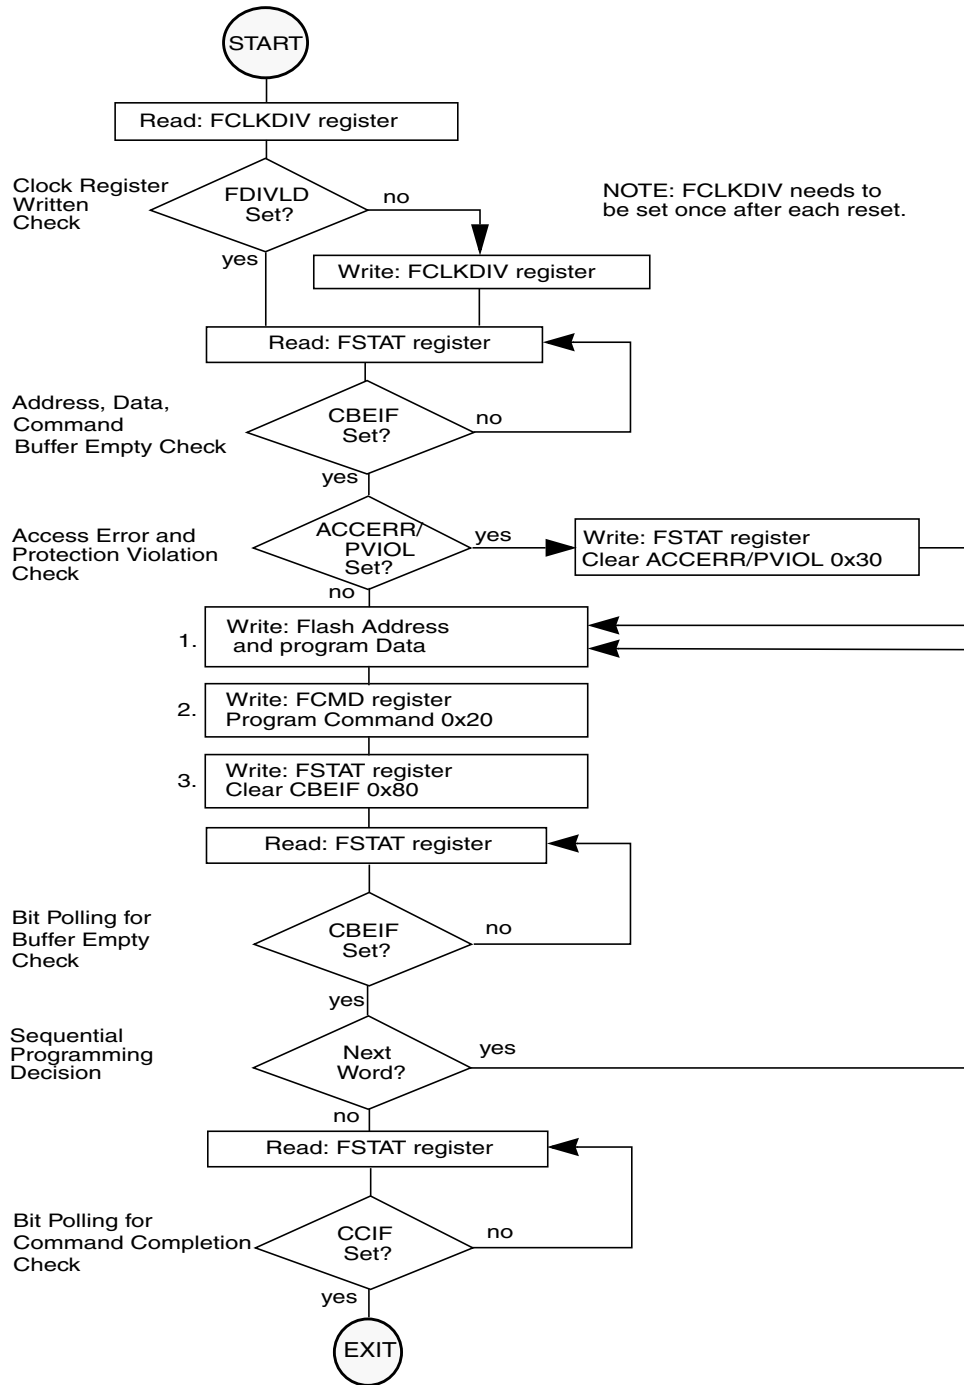 START
Read: FCLKDIV register
Clock Register
Written
Check
FDIVLD
Set?
no
yes
NOTE: FCLKDIV needs to
be set once after each reset.
Write: FCLKDIV register
Read: FSTAT register
Address, Data,
Command
Buffer Empty Check
CBEIF
Set?
no
yes
Access Error and
Protection Violation
Check
ACCERR/
PVIOL
Set?
yes
no
Write: FSTAT register
Clear ACCERR/PVIOL 0x30
1.
Write: Flash Address
and program Data
2.
Write: FCMD register
Program Command 0x20
3.
Write: FSTAT register
Clear CBEIF 0x80
Read: FSTAT register
Bit Polling for
Buffer Empty
Check
CBEIF
Set?
no
yes
Sequential
Programming
Decision
Next
Word?
yes
no
Read: FSTAT register
Bit Polling for
Command Completion
Check
CCIF
Set?
no
yes
EXIT